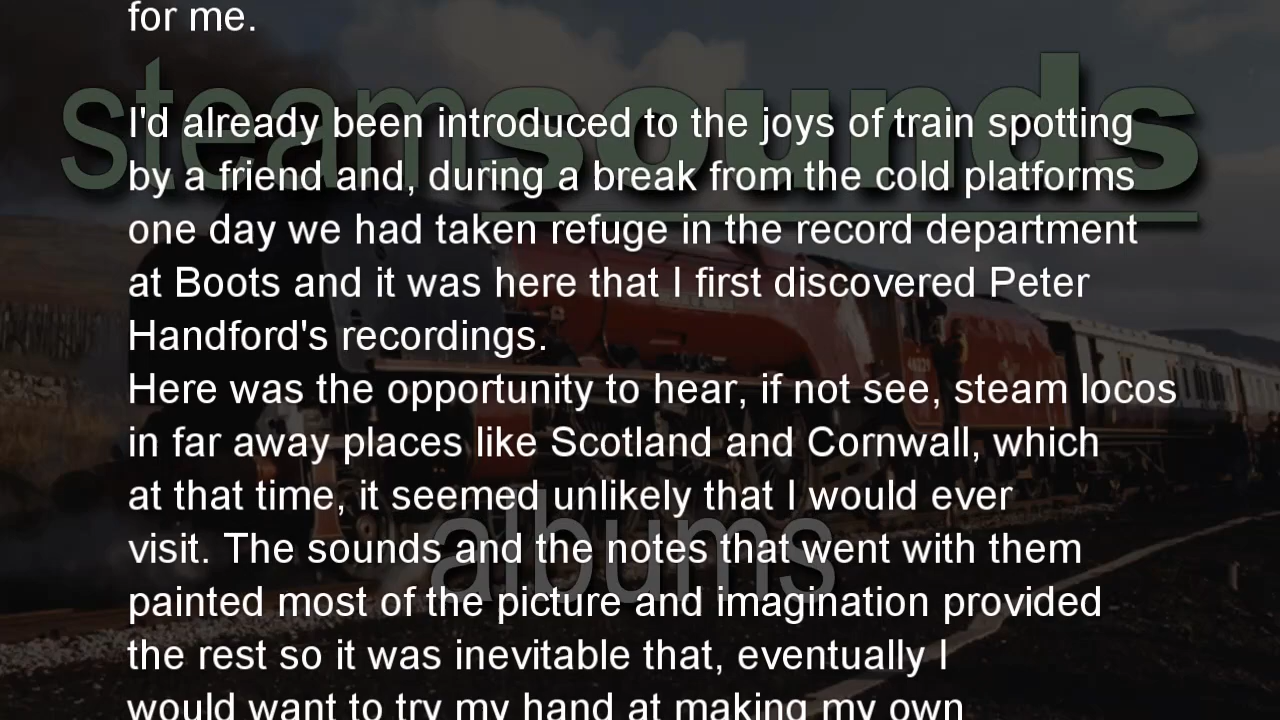 for me.
steamsounds
I'd already been introduced to the joys of train spotting
by a friend and, during a break from the cold platforms
one day we had taken refuge in the record department
at Boots and it was here that I first discovered Peter
Handford's recordings.
Here was the opportunity to hear, if not see, steam locos
in far away places like Scotland and Cornwall, which
at that time, it seemed unlikely that I would ever
visit. The sounds and the notes that went with them
albums
painted most of the picture and imagination provided
the rest so it was inevitable that, eventually I
would want to try my hand at making my own